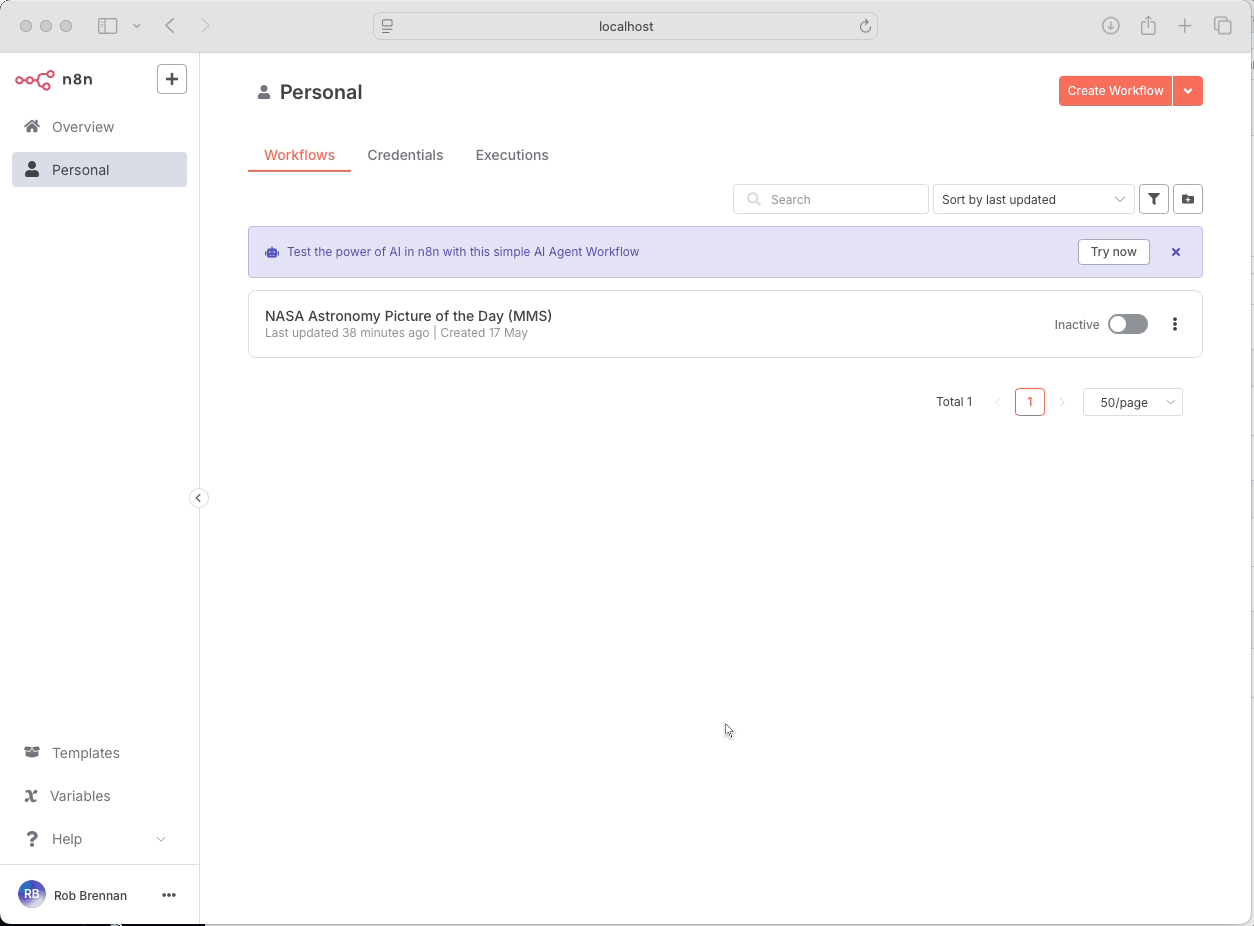 localhost
n8n
Overview
Personal
Personal
Create Workflow
Workflows Credentials Executions
Search
Sort by last updated
Test the power of AI in n8n with this simple AI Agent Workflow
Try now
NASA Astronomy Picture of the Day (MMS)
Last updated 38 minutes ago | Created 17 May
Inactive
Total 1
1
50/page
Templates
Variables
Help
RB Rob Brennan